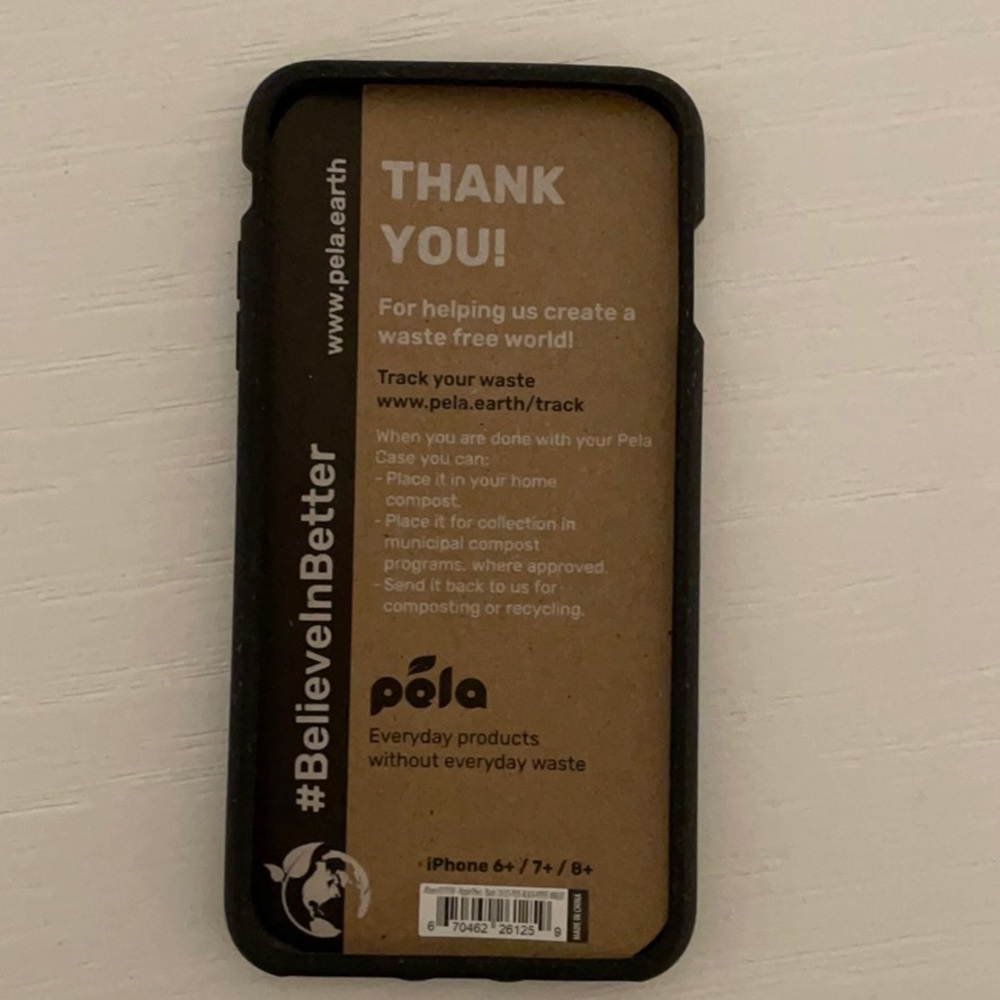 www.pela.earth
#BelieveInBetter
THANK
YOU!
For helping us create a
waste free world!
Track your waste
www.pela.earth/track
When you are done with your Pela
Case you can:
- Place it in your home
compost.
- Place it for collection in
municipal compost
programs, where approved.
- Send it back to us for
composting or recycling.
pela
Everyday products
without everyday waste
iPhone 6+ / 7+ / 8+
6 70462 26125 9
MADE IN CHINA